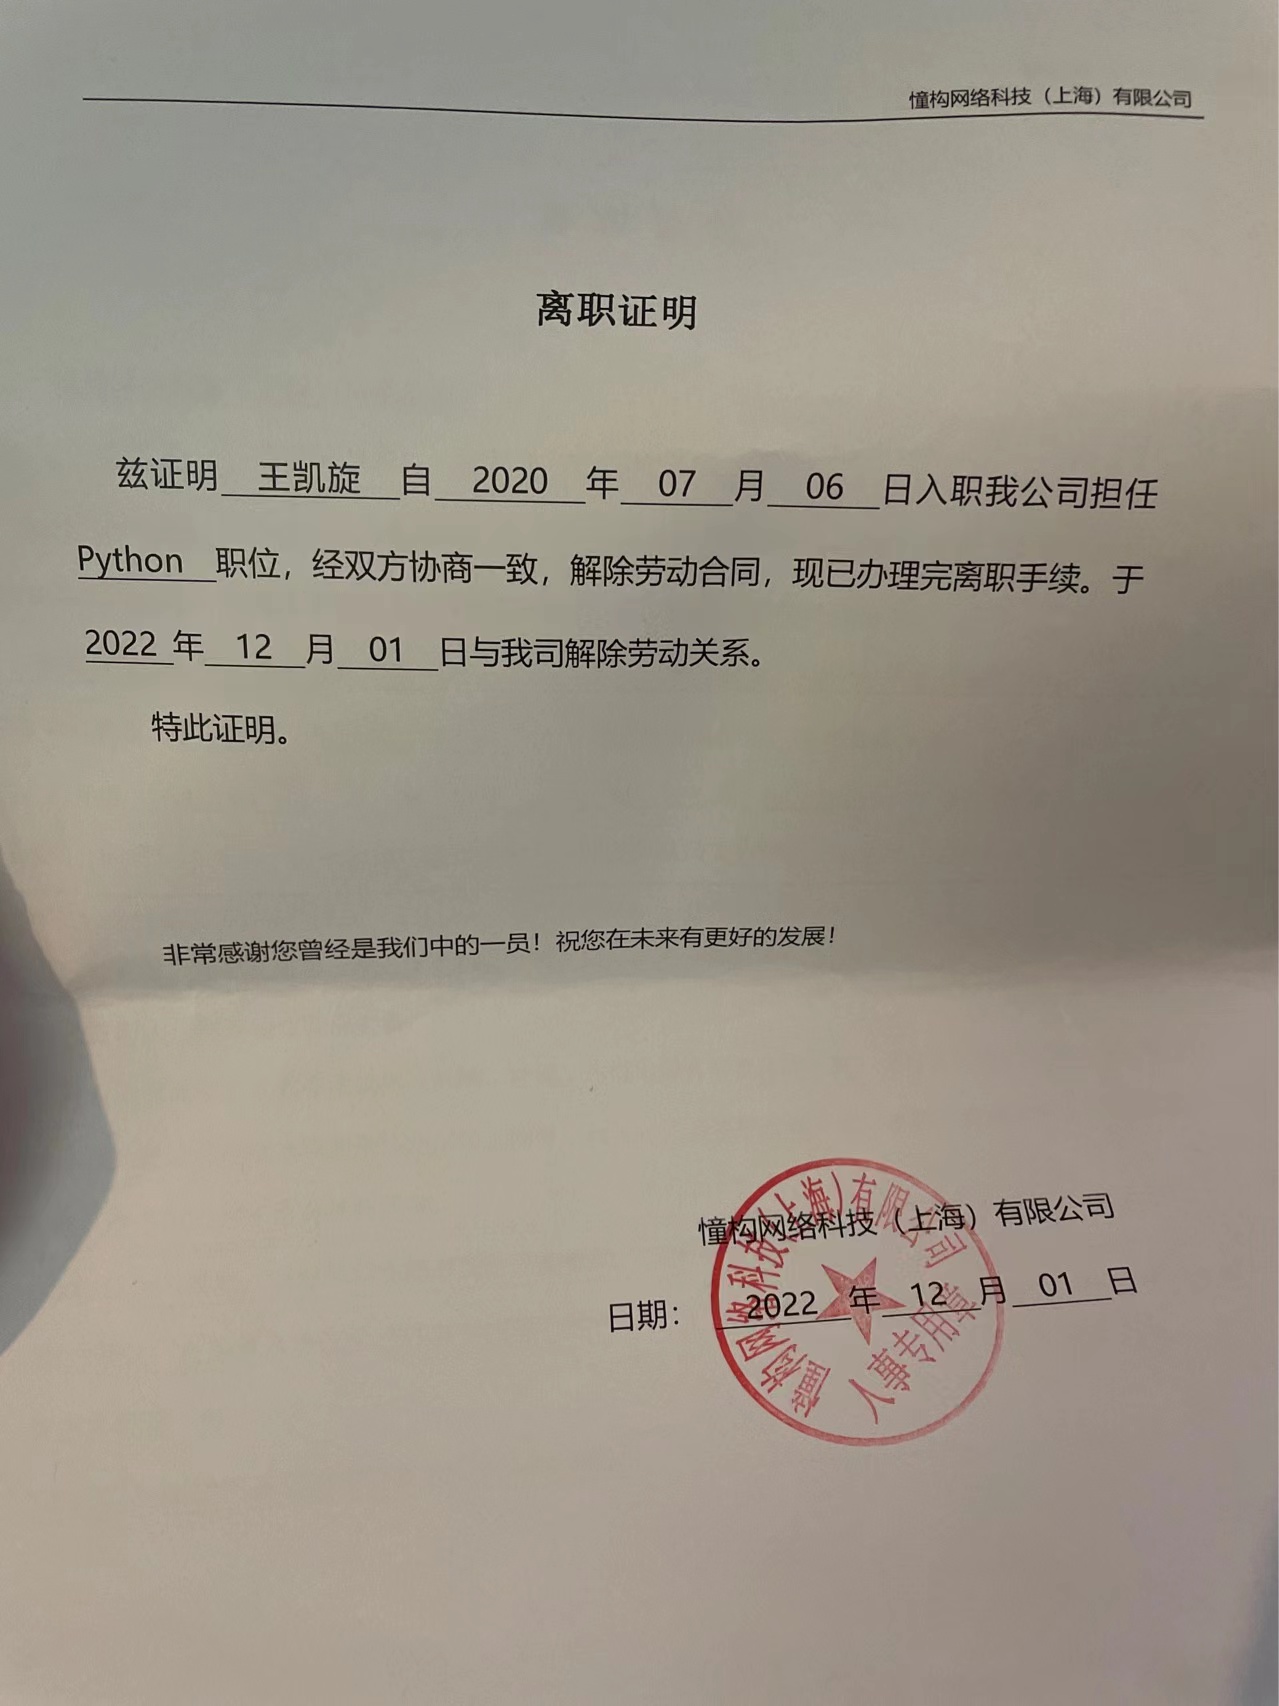 憧构网络科技（上海）有限公司
离职证明
兹证明 王凯旋 自 2020 年 07 月 06 日入职我公司担任
Python 职位，经双方协商一致，解除劳动合同，现已办理完离职手续。于
2022 年 12 月 01 日与我司解除劳动关系。
特此证明。
非常感谢您曾经是我们中的一员！祝您在未来有更好的发展！
憧构网络科技（上海）有限公司
日期： 2022 年 12 月 01 日
憧构网络科技(上海)有限公司
人事专用章